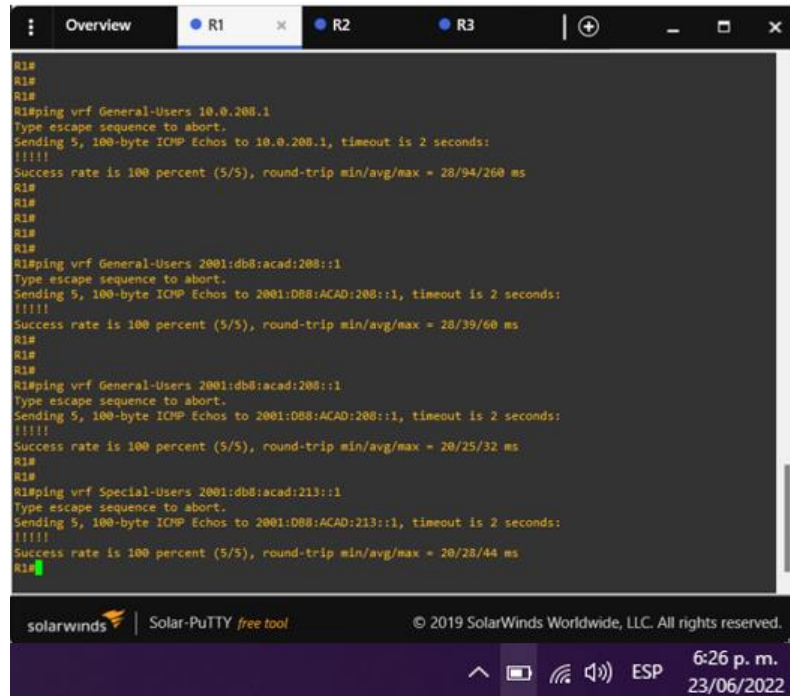 Overview R1 × R2 R3
R1#
R1#
R1#
R1#ping vrf General-Users 10.0.208.1
Type escape sequence to abort.
Sending 5, 100-byte ICMP Echos to 10.0.208.1, timeout is 2 seconds:
!!!!!
Success rate is 100 percent (5/5), round-trip min/avg/max = 28/94/260 ms
R1#
R1#
R1#
R1#
R1#
R1#ping vrf General-Users 2001:db8:acad:208::1
Type escape sequence to abort.
Sending 5, 100-byte ICMP Echos to 2001:DB8:ACAD:208::1, timeout is 2 seconds:
!!!!!
Success rate is 100 percent (5/5), round-trip min/avg/max = 28/39/60 ms
R1#
R1#
R1#
R1#ping vrf General-Users 2001:db8:acad:208::1
Type escape sequence to abort.
Sending 5, 100-byte ICMP Echos to 2001:DB8:ACAD:208::1, timeout is 2 seconds:
!!!!!
Success rate is 100 percent (5/5), round-trip min/avg/max = 20/25/32 ms
R1#
R1#
R1#ping vrf Special-Users 2001:db8:acad:213::1
Type escape sequence to abort.
Sending 5, 100-byte ICMP Echos to 2001:DB8:ACAD:213::1, timeout is 2 seconds:
!!!!!
Success rate is 100 percent (5/5), round-trip min/avg/max = 20/28/44 ms
R1#
solarwinds | Solar-PuTTY free tool © 2019 SolarWinds Worldwide, LLC. All rights reserved.
ESP 6:26 p. m.
23/06/2022